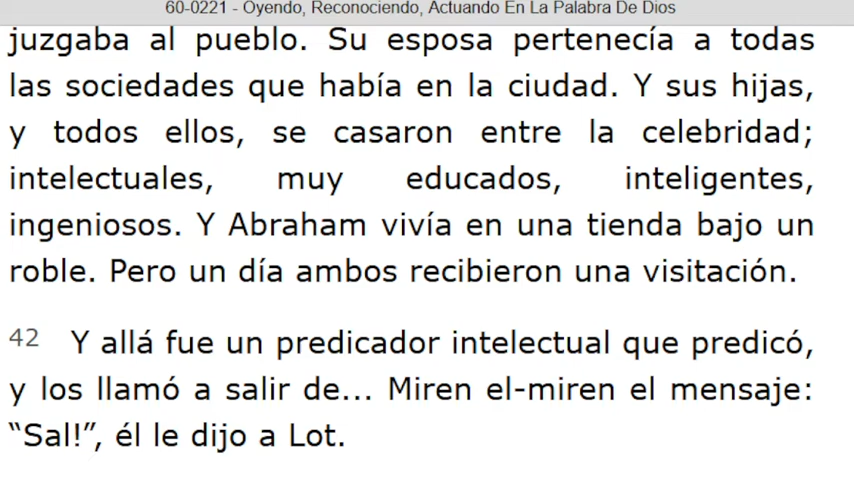 60-0221 - Oyendo, Reconociendo, Actuando En La Palabra De Dios
juzgaba al pueblo. Su esposa pertenecía a todas
las sociedades que había en la ciudad. Y sus hijas,
y todos ellos, se casaron entre la celebridad;
intelectuales, muy educados, inteligentes,
ingeniosos. Y Abraham vivía en una tienda bajo un
roble. Pero un día ambos recibieron una visitación.
42 Y allá fue un predicador intelectual que predicó,
y los llamó a salir de... Miren el-miren el mensaje:
“Sal!”, él le dijo a Lot.